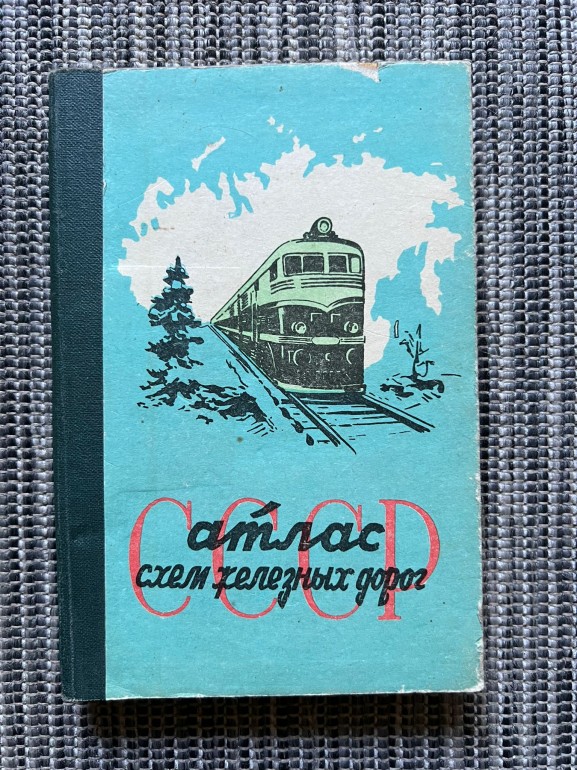 атлас
схем железных дорог
СССР